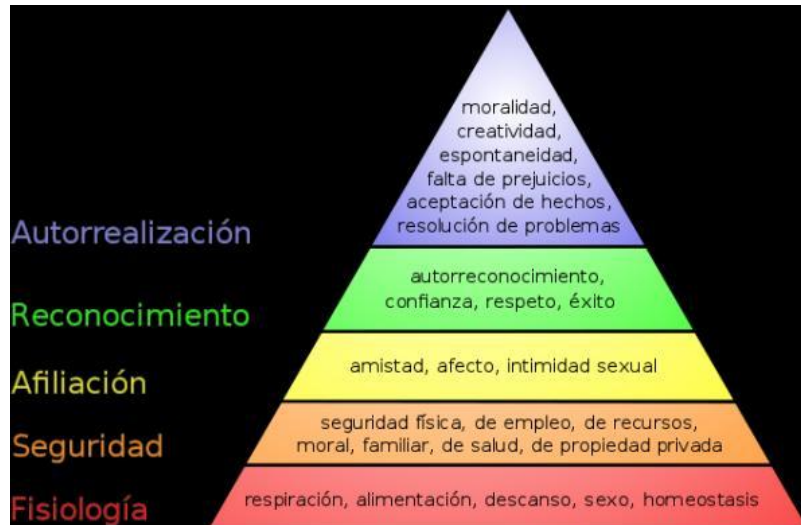 moralidad,
creatividad,
espontaneidad,
falta de prejuicios,
aceptación de hechos,
resolución de problemas
Autorrealización
autorreconocimiento,
confianza, respeto, éxito
Reconocimiento
amistad, afecto, intimidad sexual
Afiliación
seguridad física, de empleo, de recursos,
moral, familiar, de salud, de propiedad privada
Seguridad
respiración, alimentación, descanso, sexo, homeostasis
Fisiología